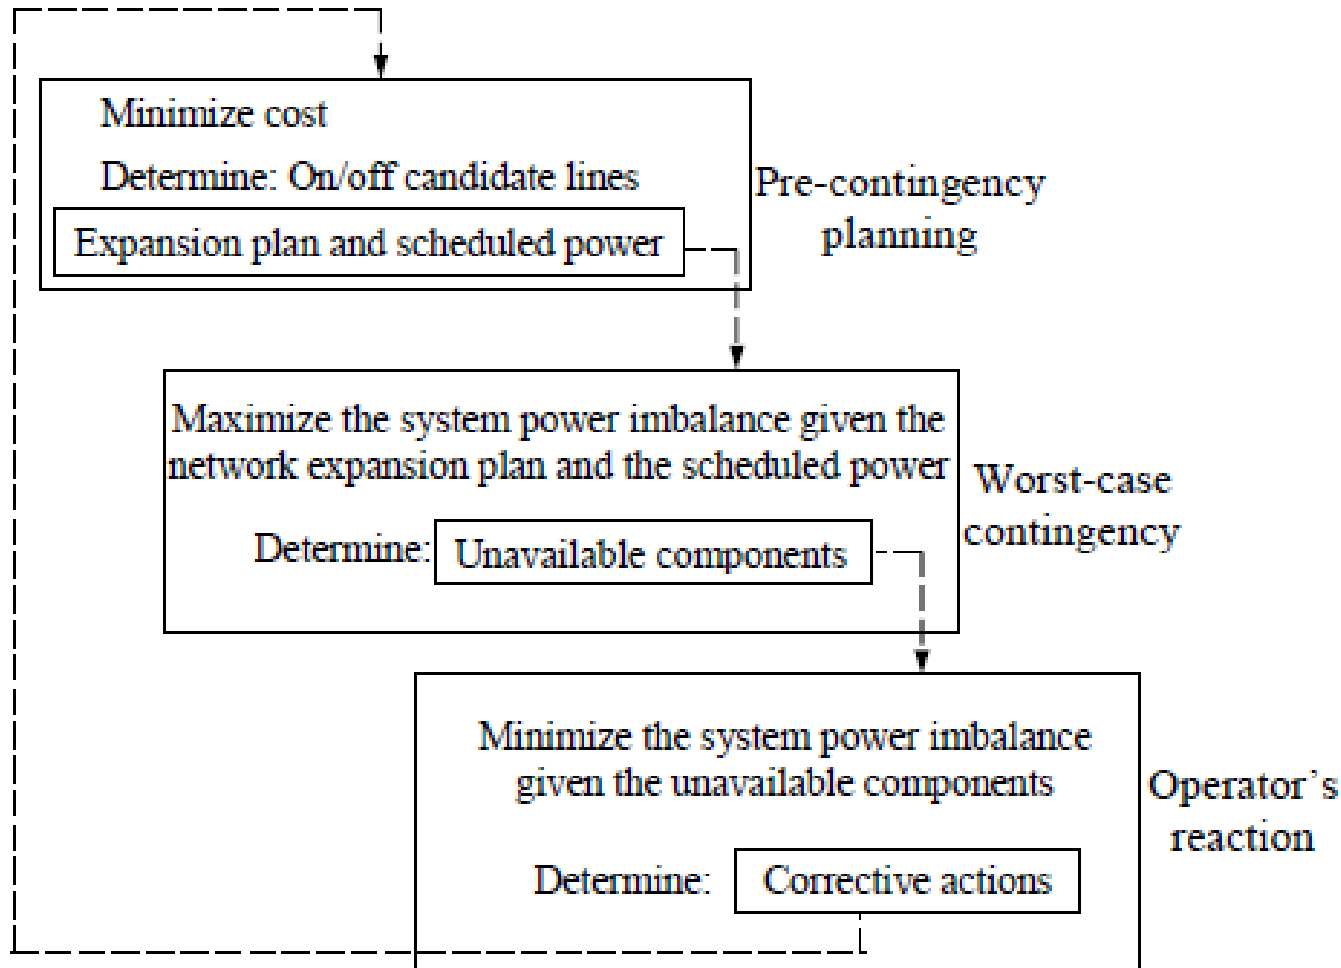 Minimize cost
Determine: On/off candidate lines
Expansion plan and scheduled power
Pre-contingency
planning
Maximize the system power imbalance given the
network expansion plan and the scheduled power
Determine: Unavailable components
Worst-case
contingency
Minimize the system power imbalance
given the unavailable components
Determine: Corrective actions
Operator’s
reaction